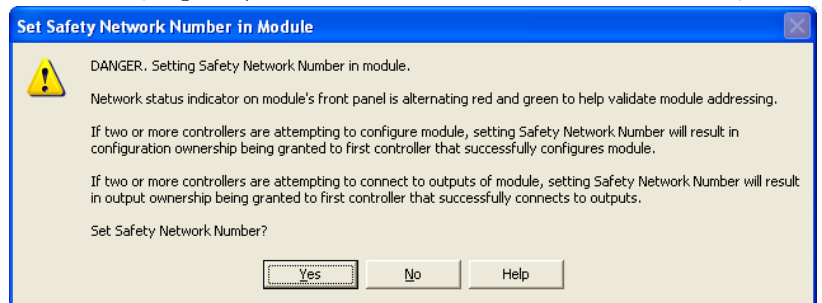 Set Safety Network Number in Module
DANGER. Setting Safety Network Number in module.
Network status indicator on module's front panel is alternating red and green to help validate module addressing.
If two or more controllers are attempting to configure module, setting Safety Network Number will result in
configuration ownership being granted to first controller that successfully configures module.
If two or more controllers are attempting to connect to outputs of module, setting Safety Network Number will result
in output ownership being granted to first controller that successfully connects to outputs.
Set Safety Network Number?
Yes No Help